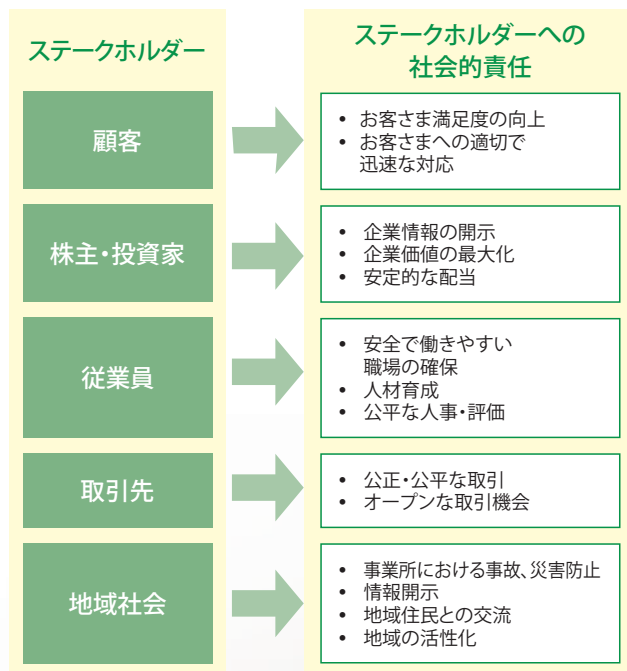 ステークホルダー
ステークホルダーへの
社会的責任
顧客
• お客さま満足度の向上
• お客さまへの適切で
迅速な対応
株主・投資家
• 企業情報の開示
• 企業価値の最大化
• 安定的な配当
従業員
• 安全で働きやすい
職場の確保
• 人材育成
• 公平な人事・評価
取引先
• 公正・公平な取引
• オープンな取引機会
地域社会
• 事業所における事故、災害防止
• 情報開示
• 地域住民との交流
• 地域の活性化